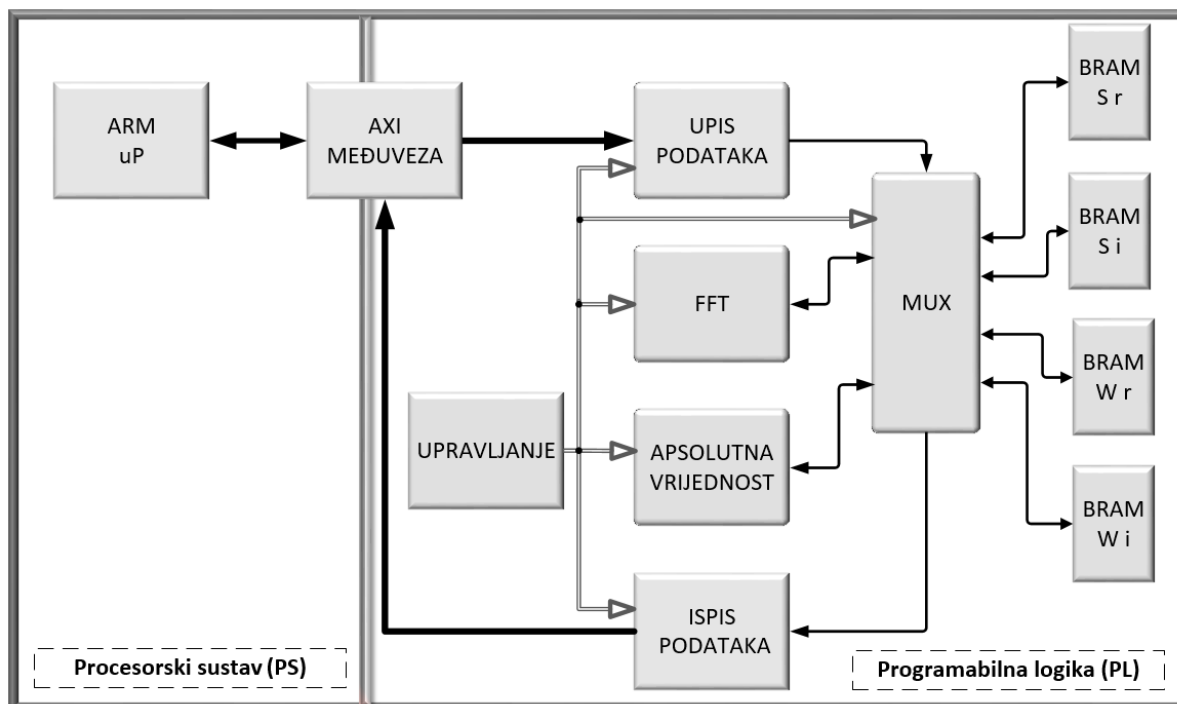 ARM
uP
AXI
MEĐUVEZA
UPIS
PODATAKA
BRAM
S r
BRAM
S i
FFT
MUX
BRAM
W r
UPRAVLJANJE
APSOLUTNA
VRIJEDNOST
BRAM
W i
ISPIS
PODATAKA
Procesorski sustav (PS)
Programabilna logika (PL)